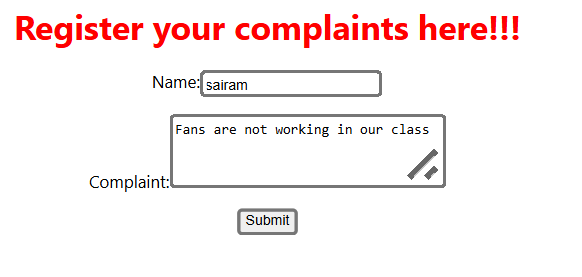 Register your complaints here!!!
Name: sairam
Complaint: Fans are not working in our class
Submit